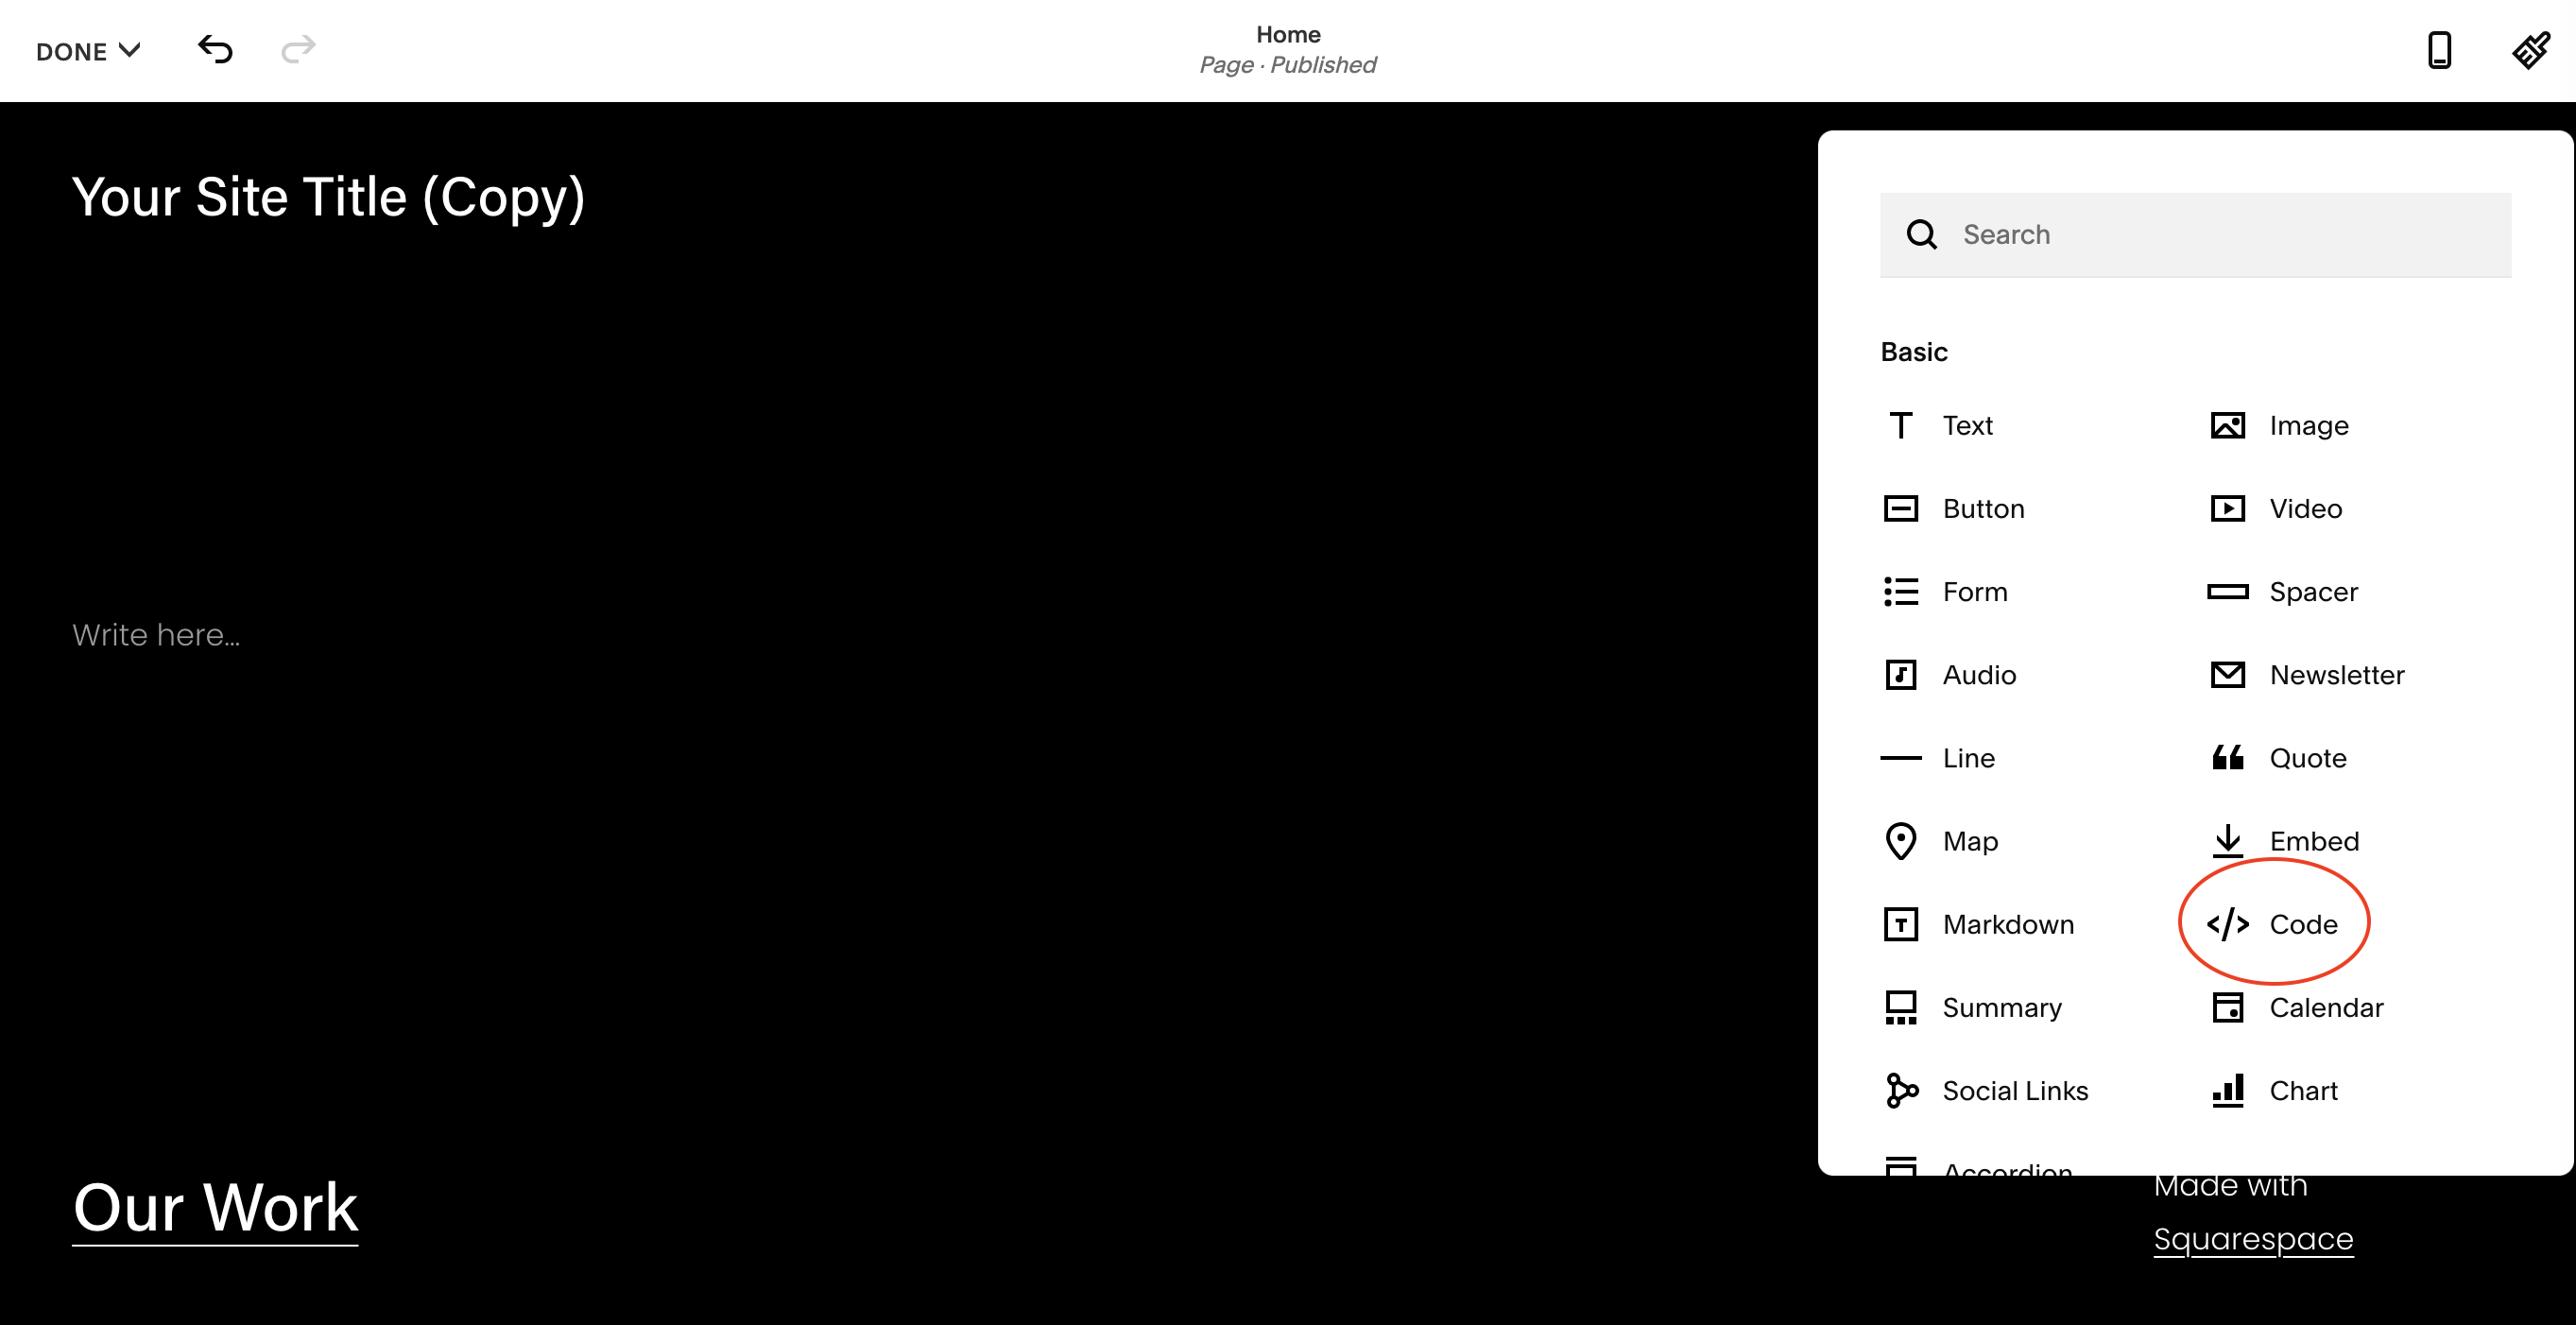 DONE
Home
Page · Published
Your Site Title (Copy)
Search
Basic
Text
Image
Button
Video
Form
Spacer
Write here...
Audio
Newsletter
Line
Quote
Map
Embed
Markdown
Code
Summary
Calendar
Social Links
Chart
Accordion
Our Work
Made with
Squarespace